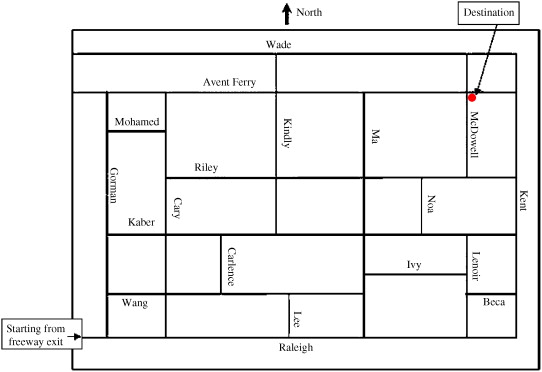 North
Destination
Wade
Avent Ferry
Mohamed
Kindly
Ma
McDowell
Riley
Gorman
Cary
Noa
Kent
Kaber
Carlence
Ivy
Lenoir
Wang
Lee
Beca
Starting from
freeway exit
Raleigh